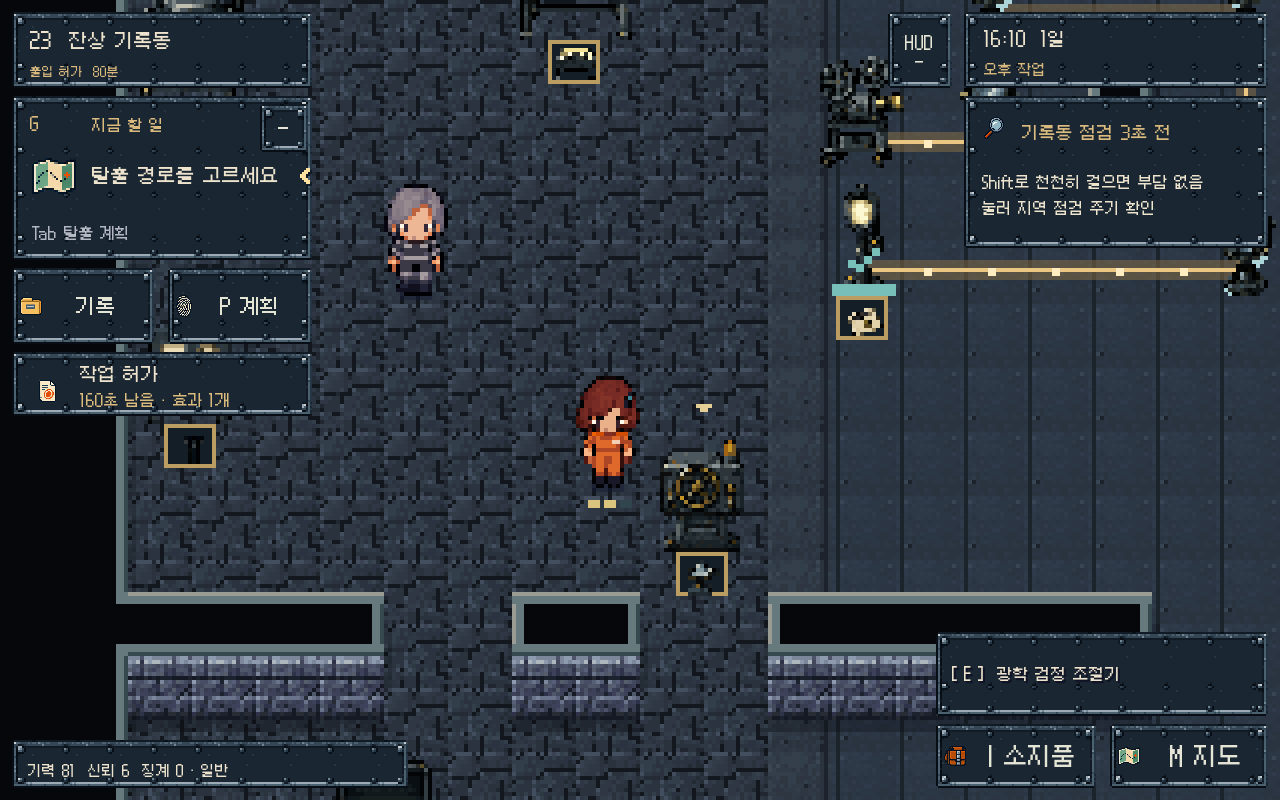 23 잔상 기록동
출입 허가 80분
6 지금 할 일
-
탈출 경로를 고르세요
Tab 탈출 계획
기록
P 계획
작업 허가
160초 남음 · 효과 1개
HUD
-
16:10 1일
오후 작업
기록동 점검 3초 전
Shift로 천천히 걸으면 부담 없음
눌러 지역 점검 주기 확인
[E] 광학 검정 조절기
기력 81 신뢰 6 징계 0 · 일반
I 소지품
M 지도